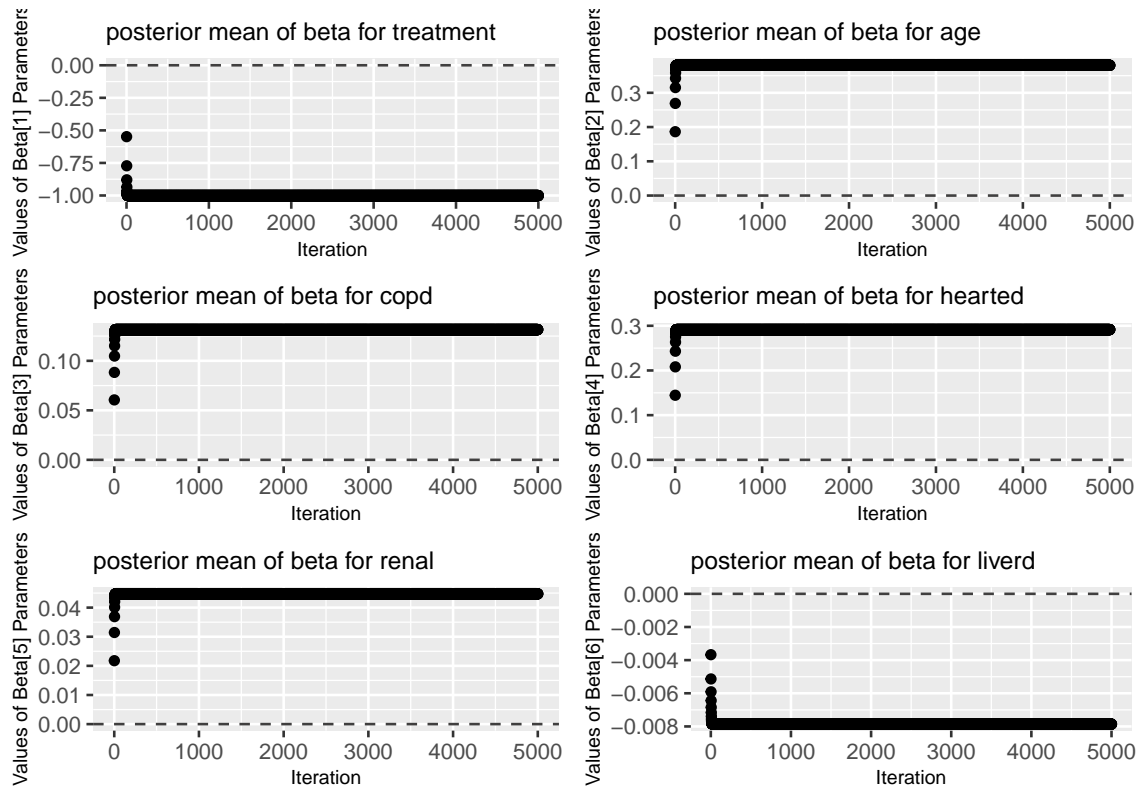 posterior mean of beta for treatment
Values of Beta[1] Parameters
0.00
−0.25
−0.50
−0.75
−1.00
0 1000 2000 3000 4000 5000
Iteration
posterior mean of beta for age
Values of Beta[2] Parameters
0.3
0.2
0.1
0.0
0 1000 2000 3000 4000 5000
Iteration
posterior mean of beta for copd
Values of Beta[3] Parameters
0.10
0.05
0.00
0 1000 2000 3000 4000 5000
Iteration
posterior mean of beta for hearted
Values of Beta[4] Parameters
0.3
0.2
0.1
0.0
0 1000 2000 3000 4000 5000
Iteration
posterior mean of beta for renal
Values of Beta[5] Parameters
0.04
0.03
0.02
0.01
0.00
0 1000 2000 3000 4000 5000
Iteration
posterior mean of beta for liverd
Values of Beta[6] Parameters
0.000
−0.002
−0.004
−0.006
−0.008
0 1000 2000 3000 4000 5000
Iteration